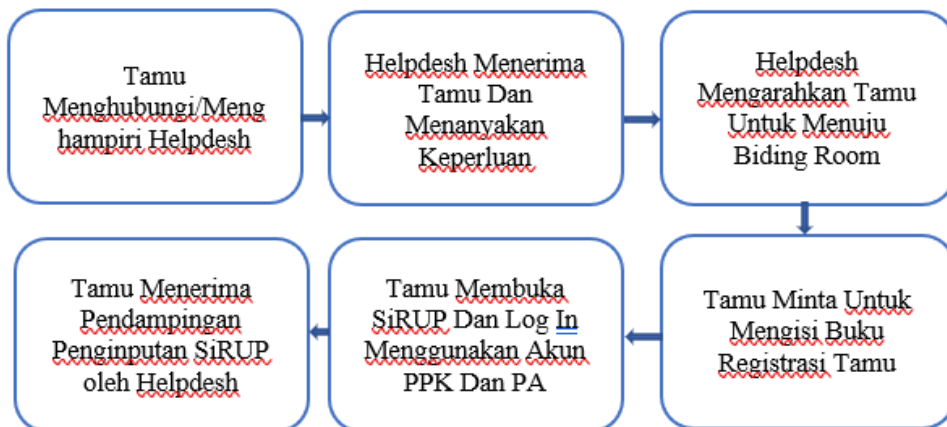 Tamu
Menghubungi/Meng
hampiri Helpdesh
Helpdesh Menerima
Tamu Dan
Menanyakan
Keperluan
Helpdesh
Mengarahkan Tamu
Untuk Menuju
Biding Room
Tamu Minta Untuk
Mengisi Buku
Registrasi Tamu
Tamu Membuka
SiRUP Dan Log In
Menggunakan Akun
PPK Dan PA
Tamu Menerima
Pendampingan
Penginputan SiRUP
oleh Helpdesh